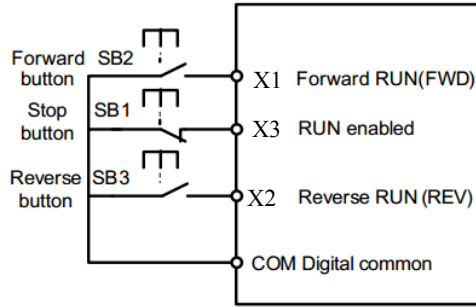 Forward button SB2 X1 Forward RUN(FWD)
Stop button SB1 X3 RUN enabled
Reverse button SB3 X2 Reverse RUN (REV)
COM Digital common